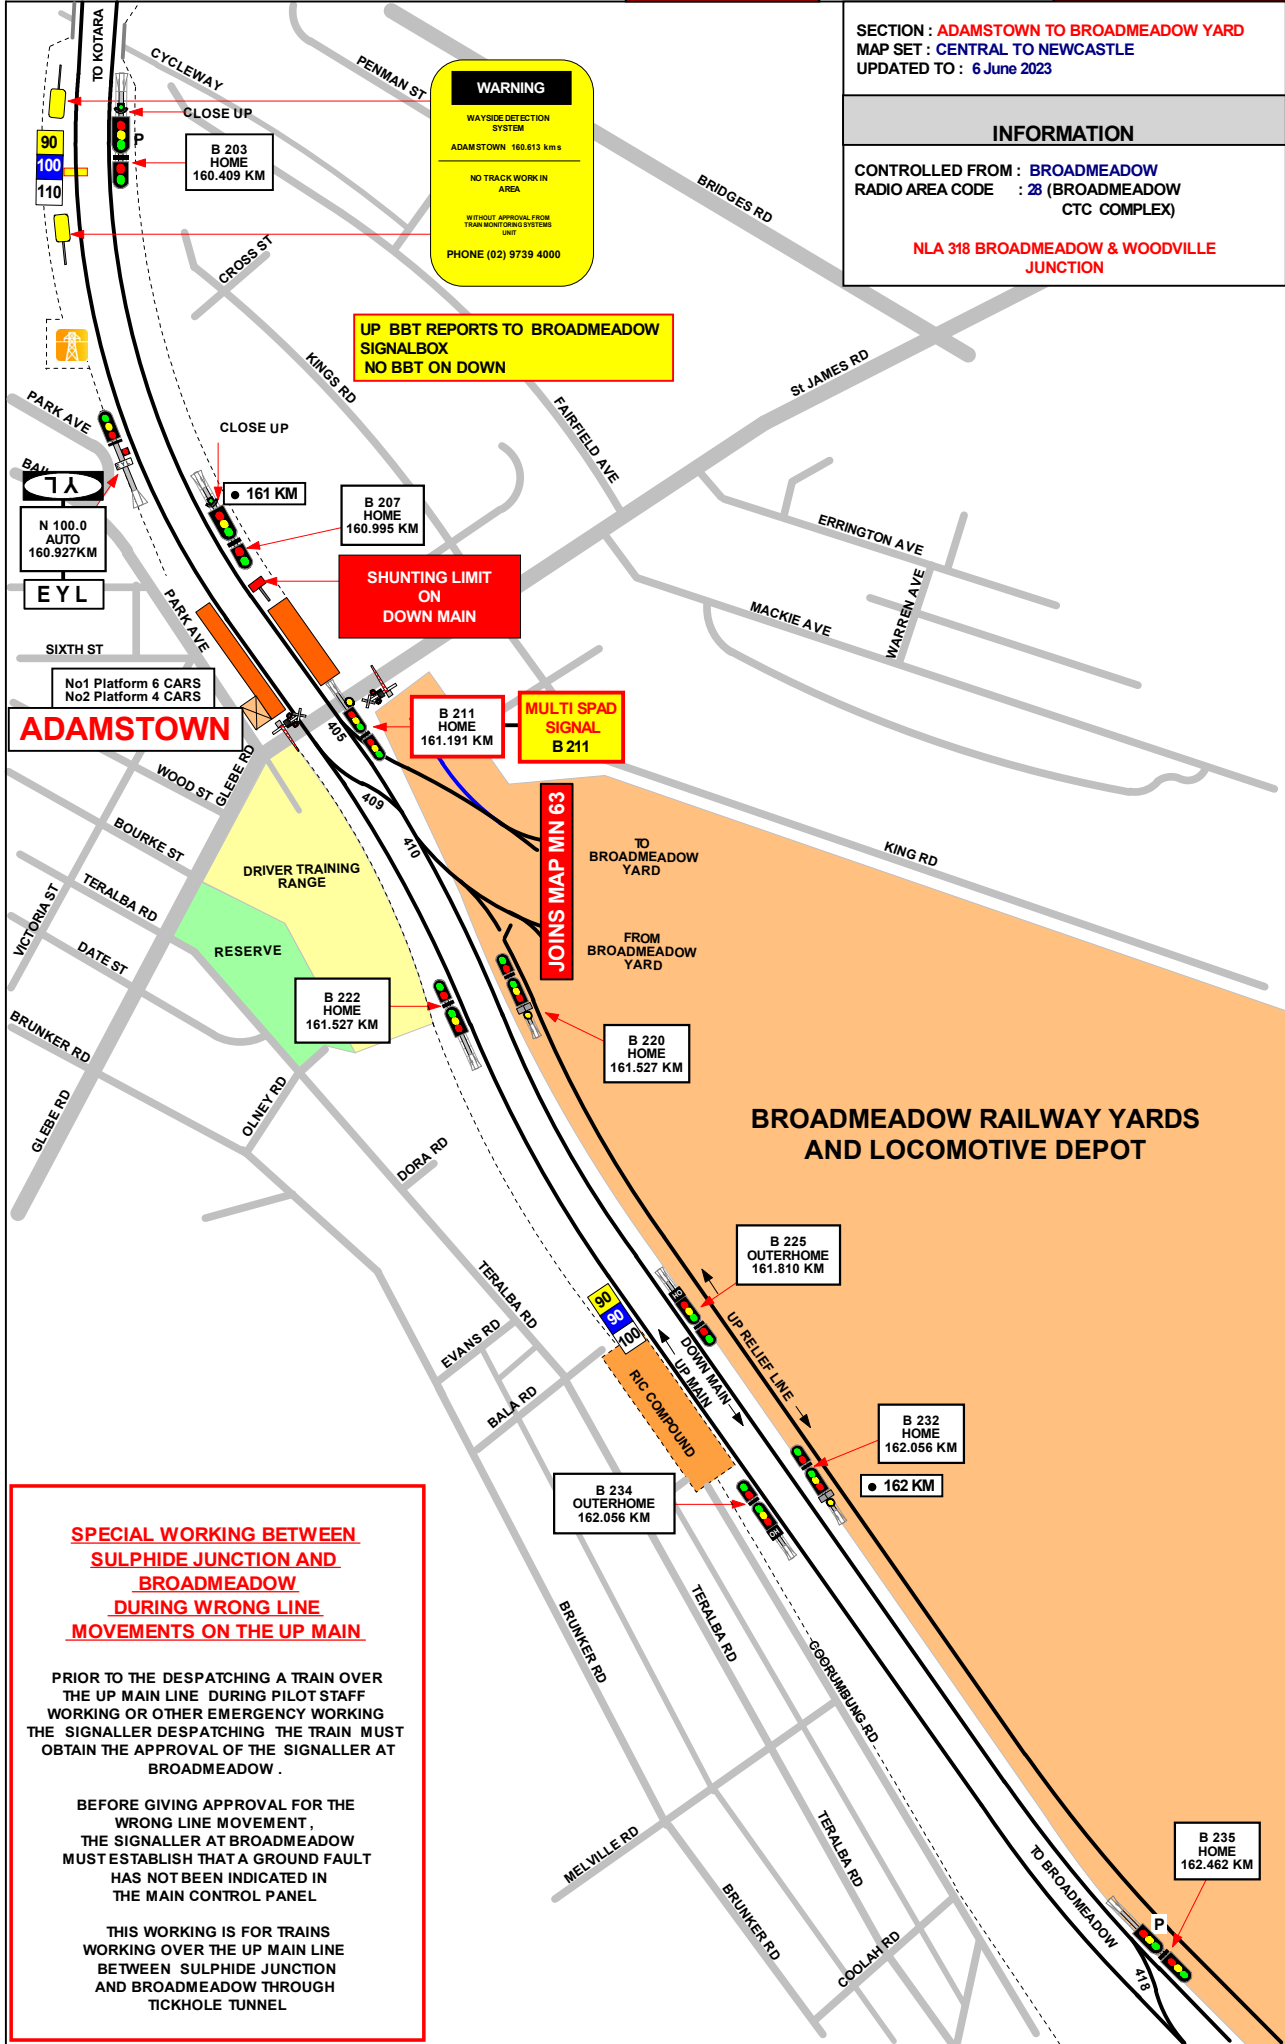 SECTION : ADAMSTOWN TO BROADMEADOW YARD
MAP SET : CENTRAL TO NEWCASTLE
UPDATED TO : 6 June 2023
INFORMATION
CONTROLLED FROM : BROADMEADOW
RADIO AREA CODE : 28 (BROADMEADOW
CTC COMPLEX)
NLA 318 BROADMEADOW & WOODVILLE
JUNCTION
TO KOTARA
CYCLEWAY
PENMAN ST
BRIDGES RD
CLOSE UP
P
B 203
HOME
160.409 KM
90
100
110
WARNING
WAYSIDE DETECTION
SYSTEM
ADAMSTOWN 160.613 kms
NO TRACK WORK IN
AREA
WITHOUT APPROVAL FROM
TRAIN MONITORING SYSTEMS
UNIT
PHONE (02) 9739 4000
CROSS ST
UP BBT REPORTS TO BROADMEADOW
SIGNALBOX
NO BBT ON DOWN
KINGS RD
FAIRFIELD AVE
St JAMES RD
PARK AVE
CLOSE UP
161 KM
YL
N 100.0
AUTO
160.927KM
E Y L
B 207
HOME
160.995 KM
SHUNTING LIMIT
ON
DOWN MAIN
ERRINGTON AVE
WARREN AVE
MACKIE AVE
PARK AVE
SIXTH ST
No1 Platform 6 CARS
No2 Platform 4 CARS
ADAMSTOWN
405
B 211
HOME
161.191 KM
MULTI SPAD
SIGNAL
B 211
WOOD ST
GLEBE RD
409
410
BOURKE ST
JOINS MAP MN 63
TO
BROADMEADOW
YARD
KING RD
DRIVER TRAINING
RANGE
TERALBA RD
VICTORIA ST
RESERVE
FROM
BROADMEADOW
YARD
DATE ST
B 222
HOME
161.527 KM
BRUNKER RD
B 220
HOME
161.527 KM
GLEBE RD
OLNEY RD
DORA RD
BROADMEADOW RAILWAY YARDS
AND LOCOMOTIVE DEPOT
B 225
OUTERHOME
161.810 KM
OH
TERALBA RD
90
90
100
EVANS RD
BALA RD
DOWN MAIN
UP MAIN
UP RELIEF LINE
RIC COMPOUND
B 232
HOME
162.056 KM
162 KM
B 234
OUTERHOME
162.056 KM
OH
SPECIAL WORKING BETWEEN
SULPHIDE JUNCTION AND
BROADMEADOW
DURING WRONG LINE
MOVEMENTS ON THE UP MAIN
PRIOR TO THE DESPATCHING A TRAIN OVER
THE UP MAIN LINE DURING PILOT STAFF
WORKING OR OTHER EMERGENCY WORKING
THE SIGNALLER DESPATCHING THE TRAIN MUST
OBTAIN THE APPROVAL OF THE SIGNALLER AT
BROADMEADOW .
BEFORE GIVING APPROVAL FOR THE
WRONG LINE MOVEMENT ,
THE SIGNALLER AT BROADMEADOW
MUST ESTABLISH THAT A GROUND FAULT
HAS NOT BEEN INDICATED IN
THE MAIN CONTROL PANEL
THIS WORKING IS FOR TRAINS
WORKING OVER THE UP MAIN LINE
BETWEEN SULPHIDE JUNCTION
AND BROADMEADOW THROUGH
TICKHOLE TUNNEL
BRUNKER RD
TERALBA RD
COORUMBUNG RD
MELVILLE RD
TERALBA RD
BRUNKER RD
COOLAH RD
TO BROADMEADOW
B 235
HOME
162.462 KM
P
418